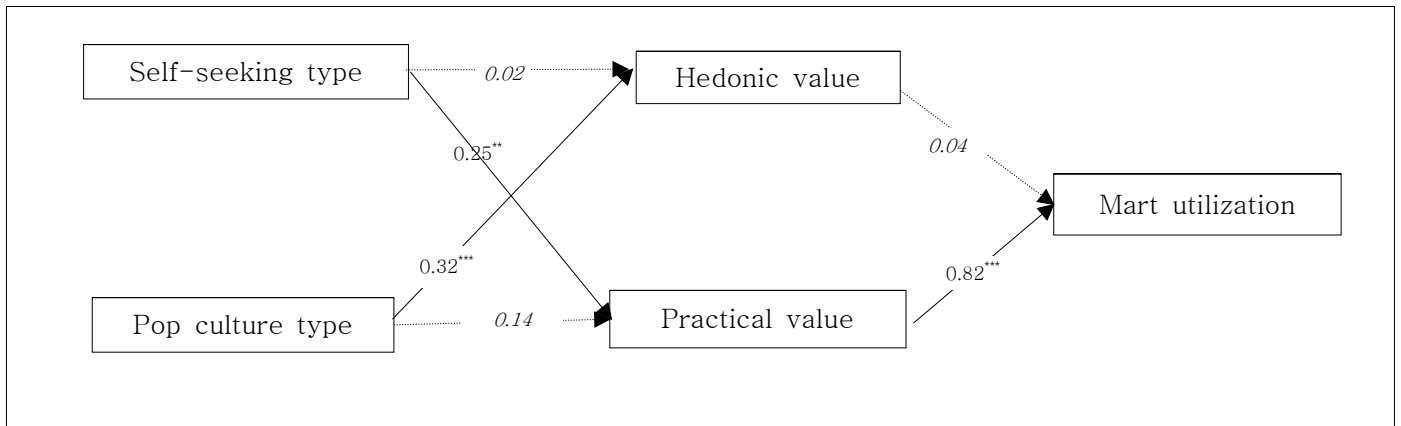 Self-seeking type
0.02
Hedonic value
0.25**
0.04
Mart utilization
0.32***
0.82***
Pop culture type
0.14
Practical value